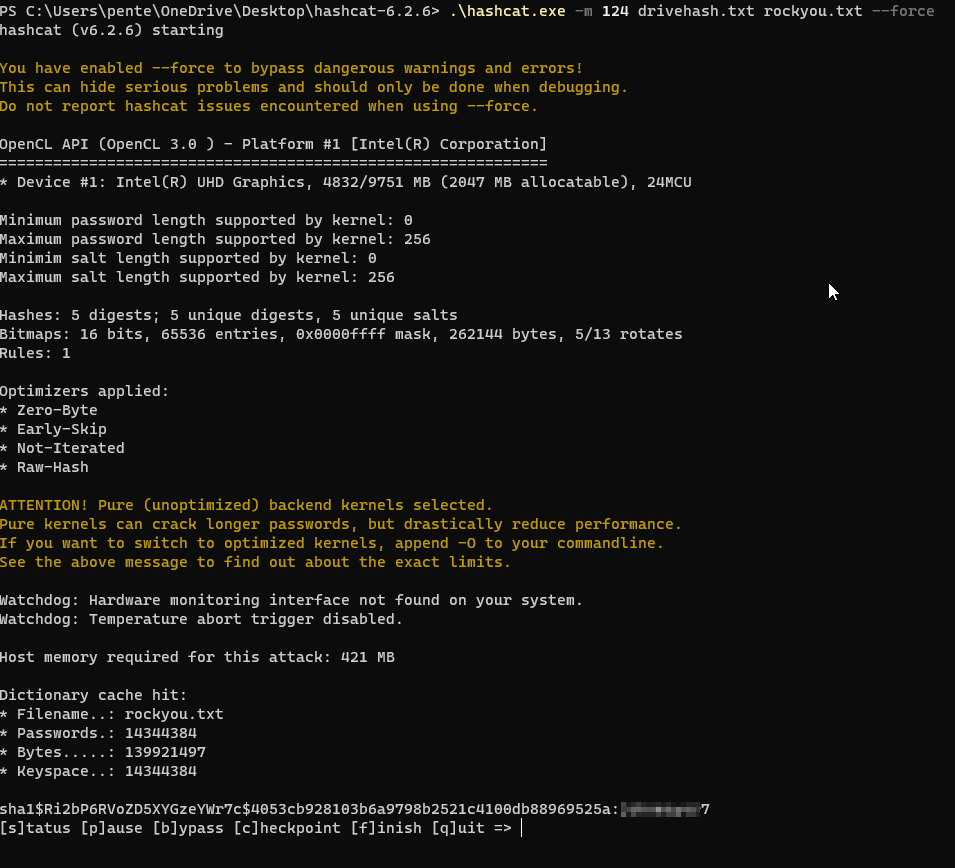 PS C:\Users\pente\OneDrive\Desktop\hashcat-6.2.6> .\hashcat.exe -m 124 drivehash.txt rockyou.txt --force
hashcat (v6.2.6) starting
You have enabled --force to bypass dangerous warnings and errors!
This can hide serious problems and should only be done when debugging.
Do not report hashcat issues encountered when using --force.
OpenCL API (OpenCL 3.0 ) - Platform #1 [Intel(R) Corporation]
=============================================================
* Device #1: Intel(R) UHD Graphics, 4832/9751 MB (2047 MB allocatable), 24MCU
Minimum password length supported by kernel: 0
Maximum password length supported by kernel: 256
Minimim salt length supported by kernel: 0
Maximum salt length supported by kernel: 256
Hashes: 5 digests; 5 unique digests, 5 unique salts
Bitmaps: 16 bits, 65536 entries, 0x0000ffff mask, 262144 bytes, 5/13 rotates
Rules: 1
Optimizers applied:
* Zero-Byte
* Early-Skip
* Not-Iterated
* Raw-Hash
ATTENTION! Pure (unoptimized) backend kernels selected.
Pure kernels can crack longer passwords, but drastically reduce performance.
If you want to switch to optimized kernels, append -O to your commandline.
See the above message to find out about the exact limits.
Watchdog: Hardware monitoring interface not found on your system.
Watchdog: Temperature abort trigger disabled.
Host memory required for this attack: 421 MB
Dictionary cache hit:
* Filename..: rockyou.txt
* Passwords.: 14344384
* Bytes.....: 139921497
* Keyspace..: 14344384
sha1$Ri2bP6RVoZD5XYGzeYWr7c$4053cb928103b6a9798b2521c4100db88969525a:
[s]tatus [p]ause [b]ypass [c]heckpoint [f]inish [q]uit =>